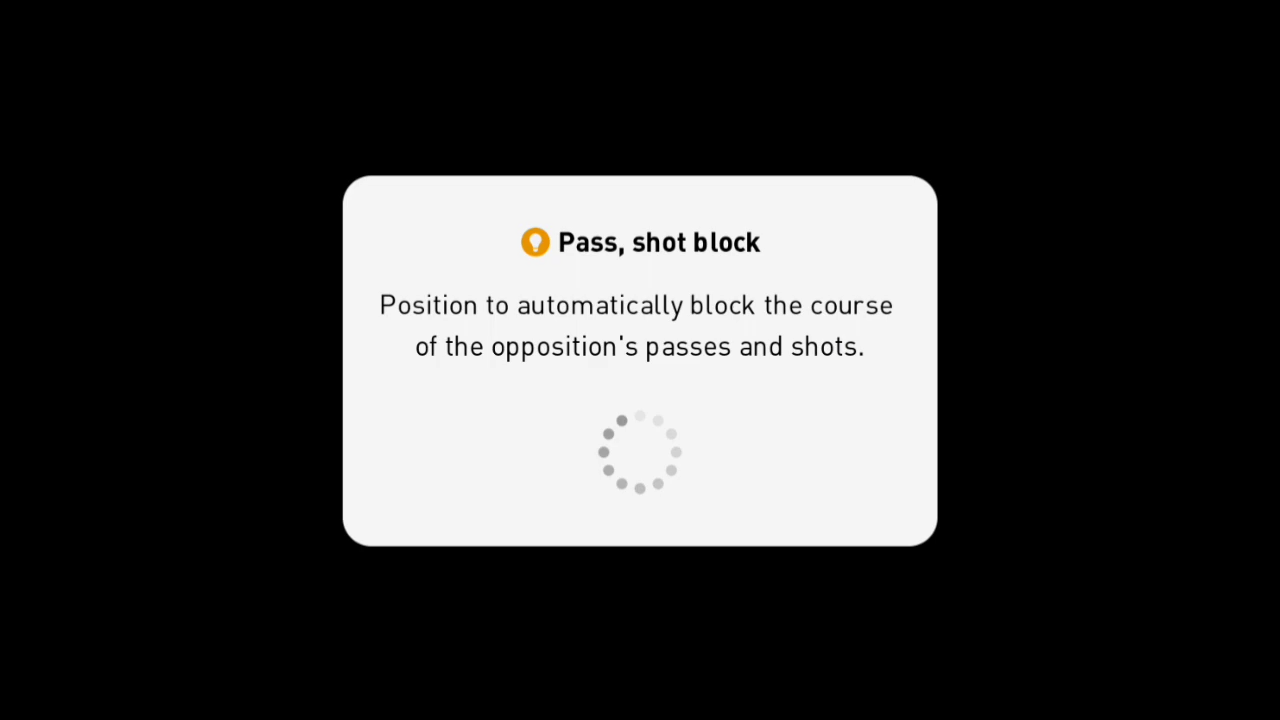 Pass, shot block
Position to automatically block the course
of the opposition's passes and shots.